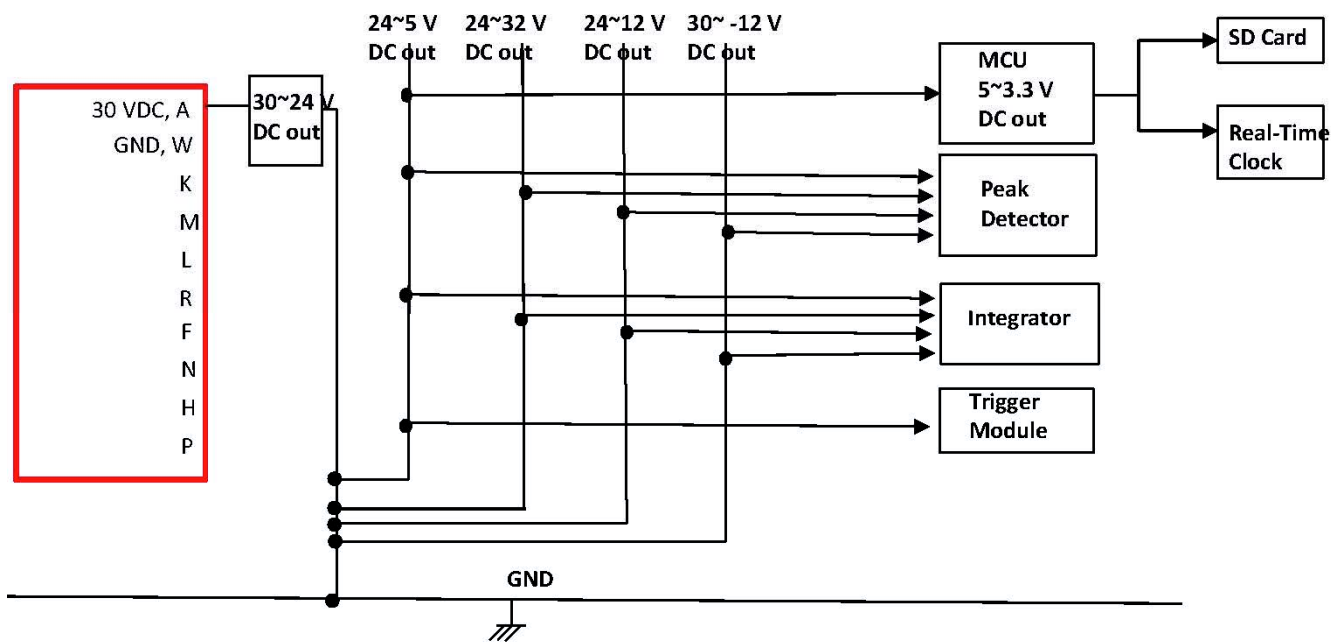 24~5 V
DC out
24~32 V
DC out
24~12 V
DC out
30~ -12 V
DC out
MCU
5~3.3 V
DC out
SD Card
Real-Time
Clock
30 VDC, A
GND, W
K
M
L
R
F
N
H
P
30~24 V
DC out
Peak
Detector
Integrator
Trigger
Module
GND